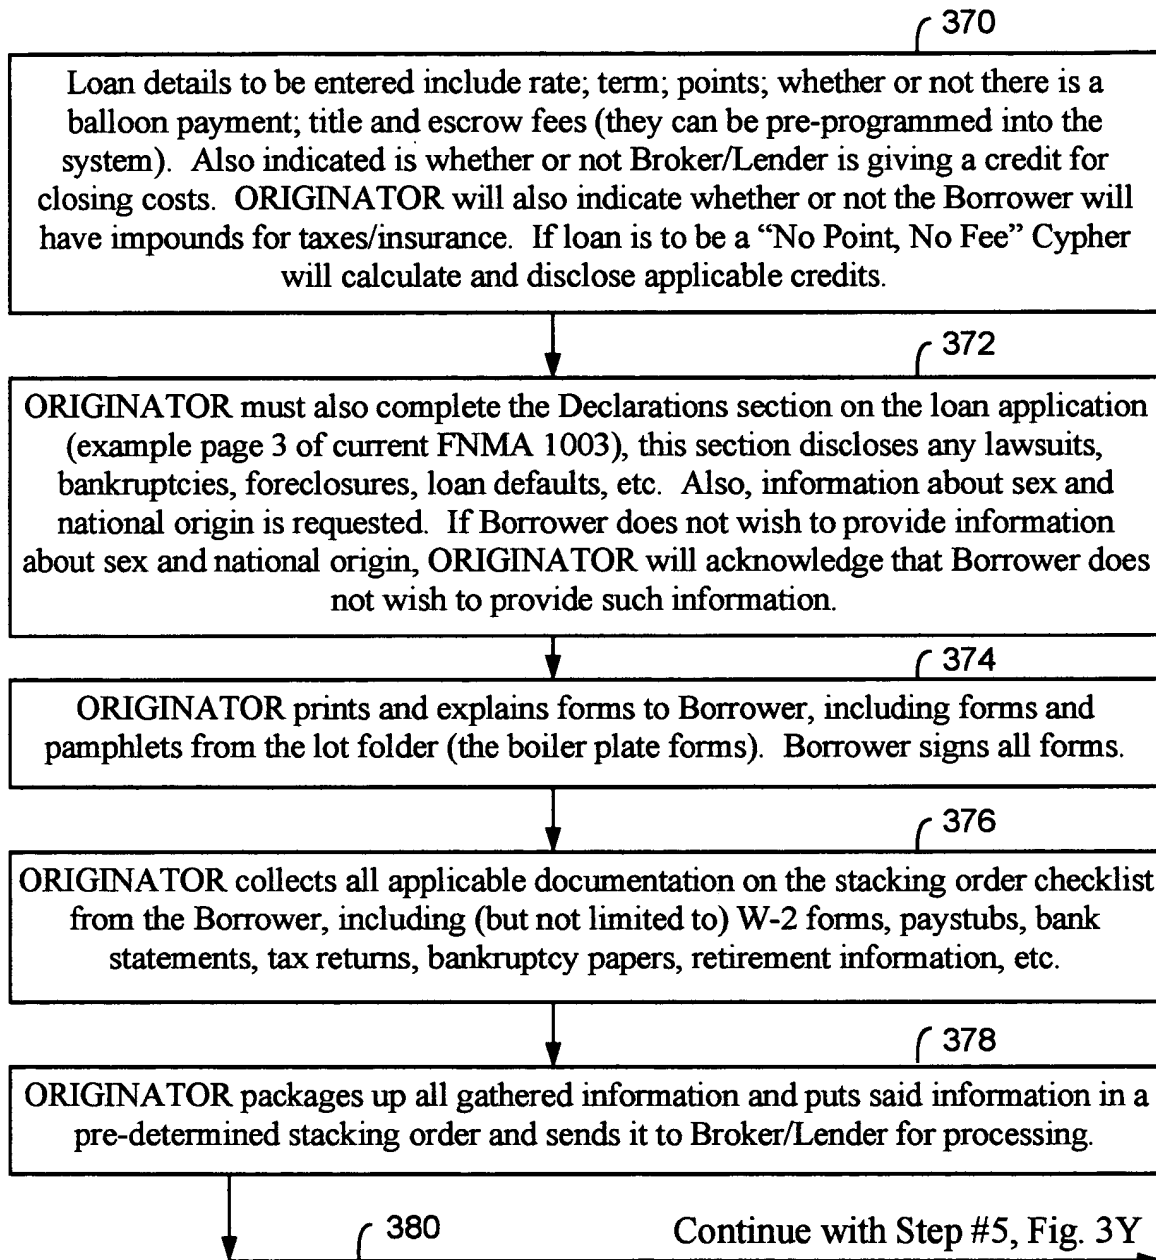 370
Loan details to be entered include rate; term; points; whether or not there is a
balloon payment; title and escrow fees (they can be pre-programmed into the
system). Also indicated is whether or not Broker/Lender is giving a credit for
closing costs. ORIGINATOR will also indicate whether or not the Borrower will
have impounds for taxes/insurance. If loan is to be a “No Point, No Fee” Cypher
will calculate and disclose applicable credits.
372
ORIGINATOR must also complete the Declarations section on the loan application
(example page 3 of current FNMA 1003), this section discloses any lawsuits,
bankruptcies, foreclosures, loan defaults, etc. Also, information about sex and
national origin is requested. If Borrower does not wish to provide information
about sex and national origin, ORIGINATOR will acknowledge that Borrower does
not wish to provide such information.
374
ORIGINATOR prints and explains forms to Borrower, including forms and
pamphlets from the lot folder (the boiler plate forms). Borrower signs all forms.
376
ORIGINATOR collects all applicable documentation on the stacking order checklist
from the Borrower, including (but not limited to) W-2 forms, paystubs, bank
statements, tax returns, bankruptcy papers, retirement information, etc.
378
ORIGINATOR packages up all gathered information and puts said information in a
pre-determined stacking order and sends it to Broker/Lender for processing.
380
Continue with Step #5, Fig. 3Y